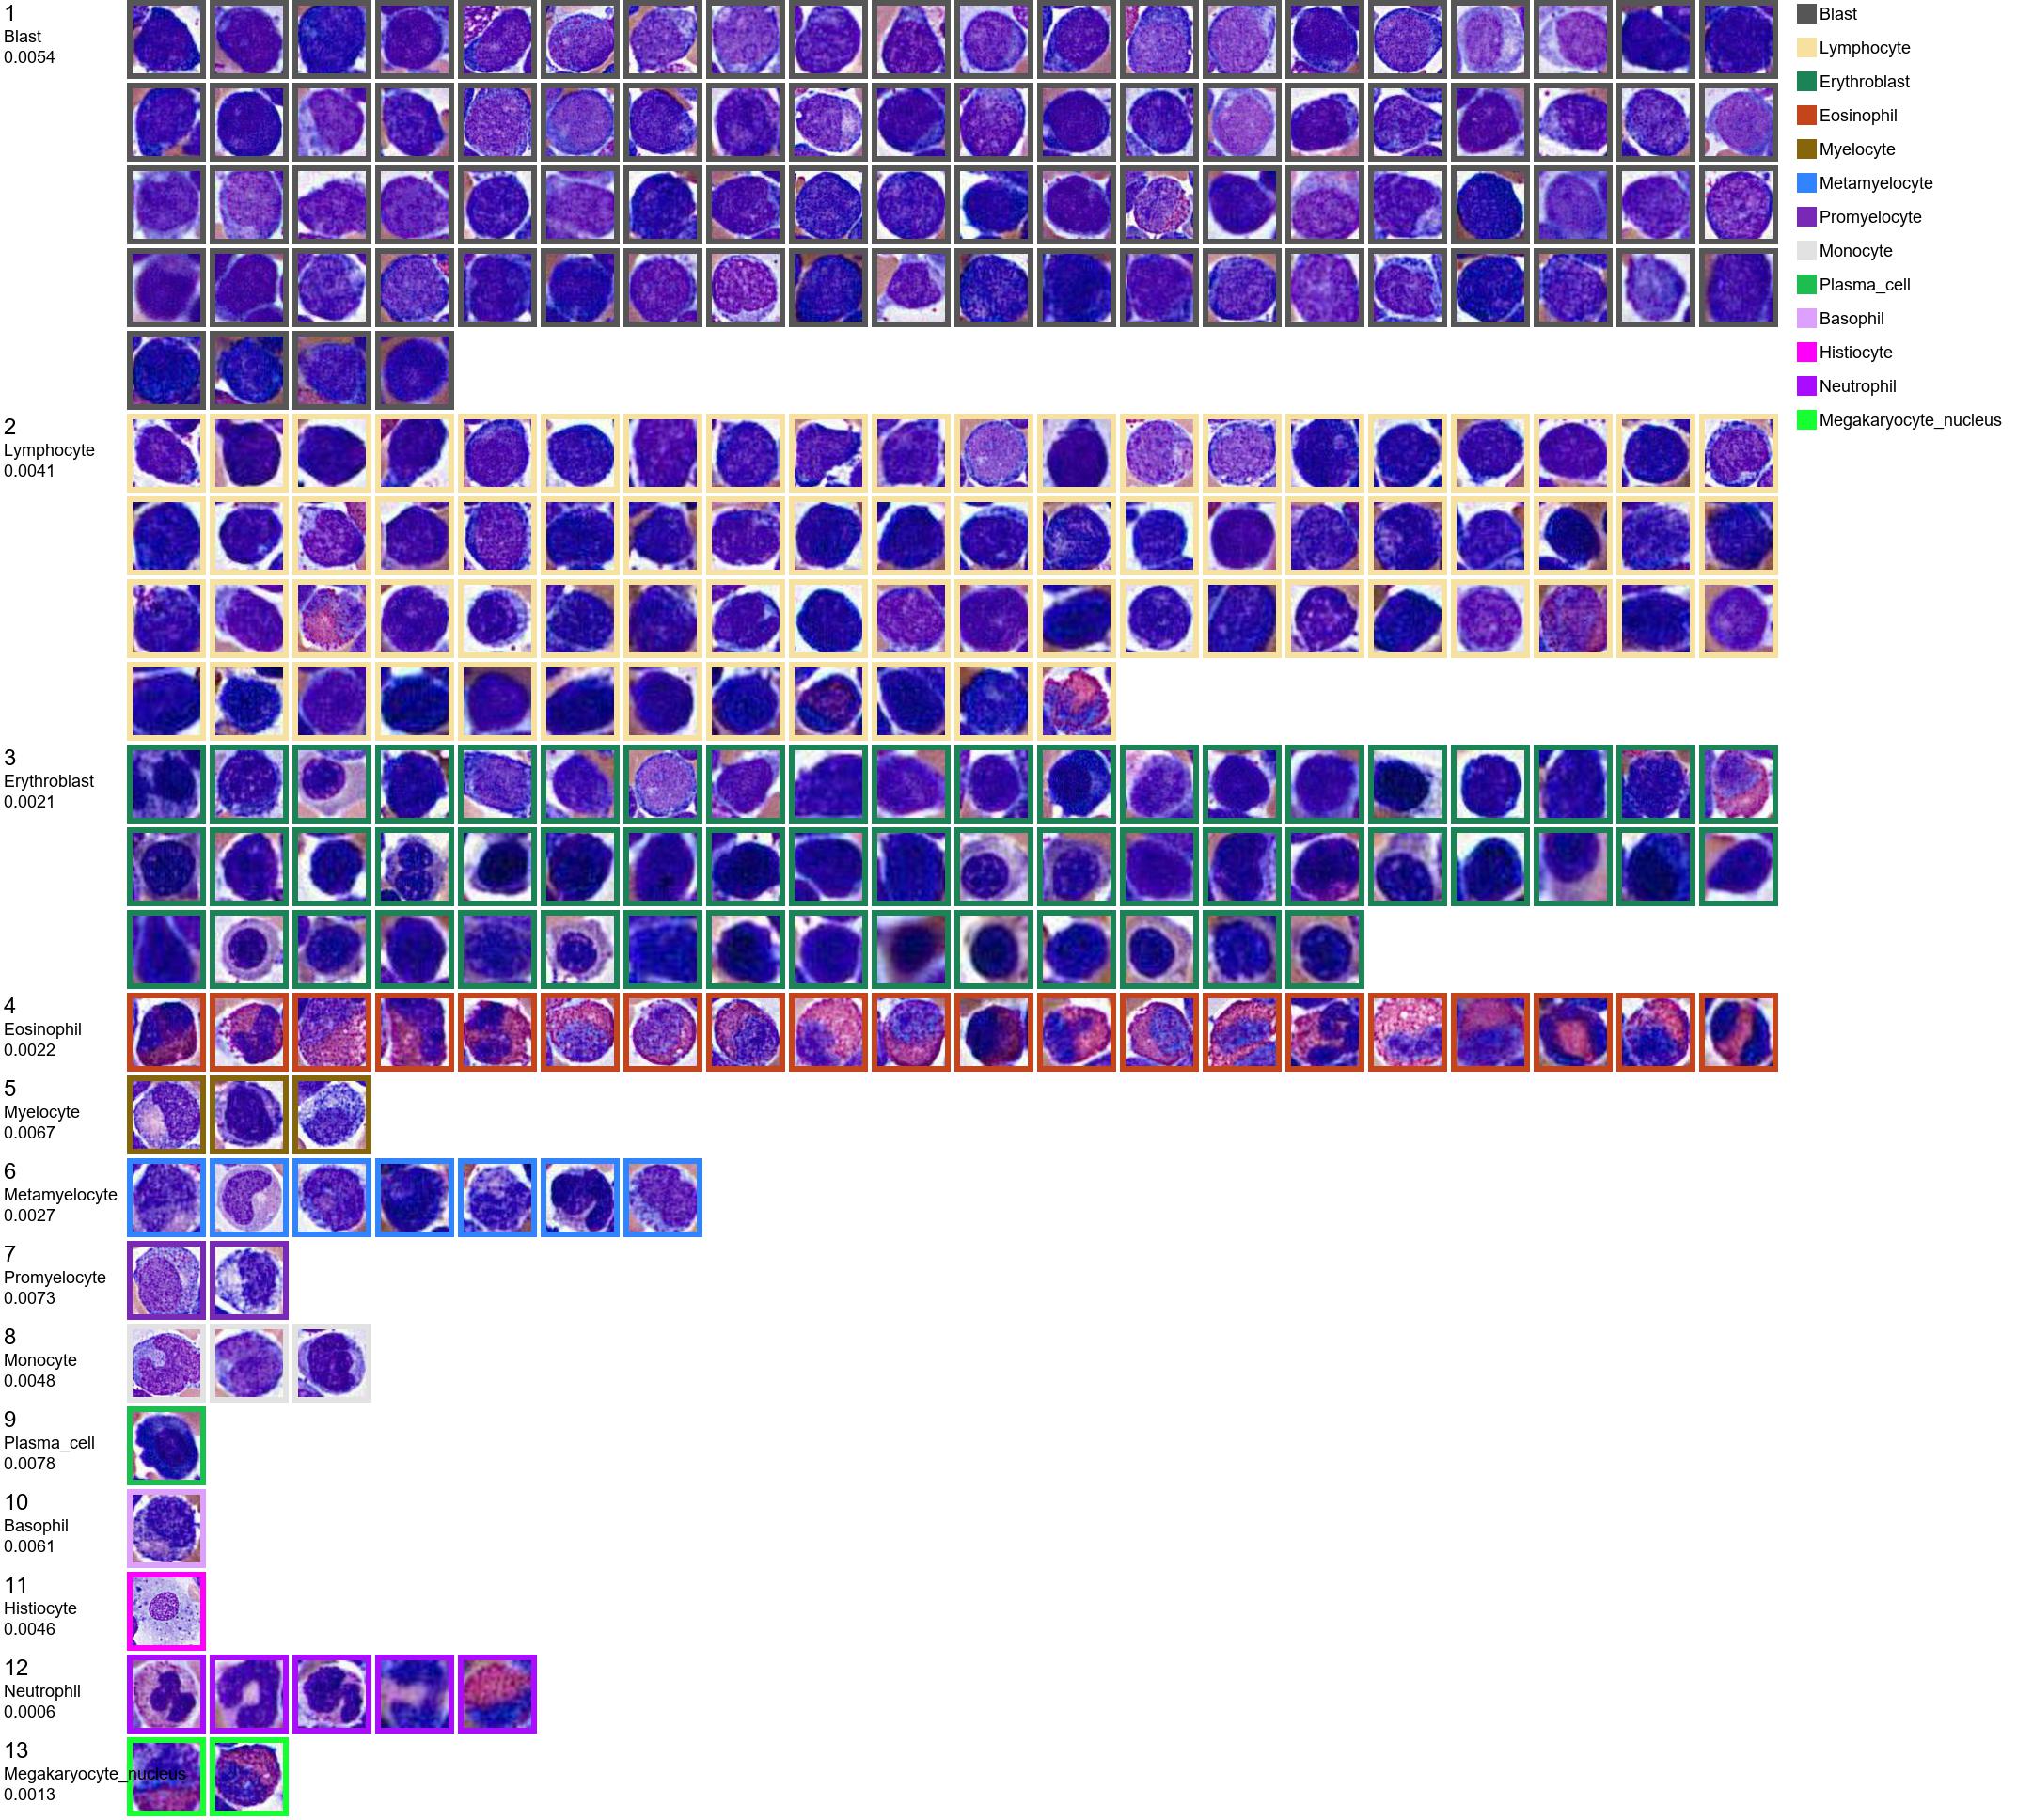 1
Blast
0.0054
2
Lymphocyte
0.0041
3
Erythroblast
0.0021
4
Eosinophil
0.0022
5
Myelocyte
0.0067
6
Metamyelocyte
0.0027
7
Promyelocyte
0.0073
8
Monocyte
0.0048
9
Plasma_cell
0.0078
10
Basophil
0.0061
11
Histiocyte
0.0046
12
Neutrophil
0.0006
13
Megakaryocyte_nucleus
0.0013
Blast
Lymphocyte
Erythroblast
Eosinophil
Myelocyte
Metamyelocyte
Promyelocyte
Monocyte
Plasma_cell
Basophil
Histiocyte
Neutrophil
Megakaryocyte_nucleus